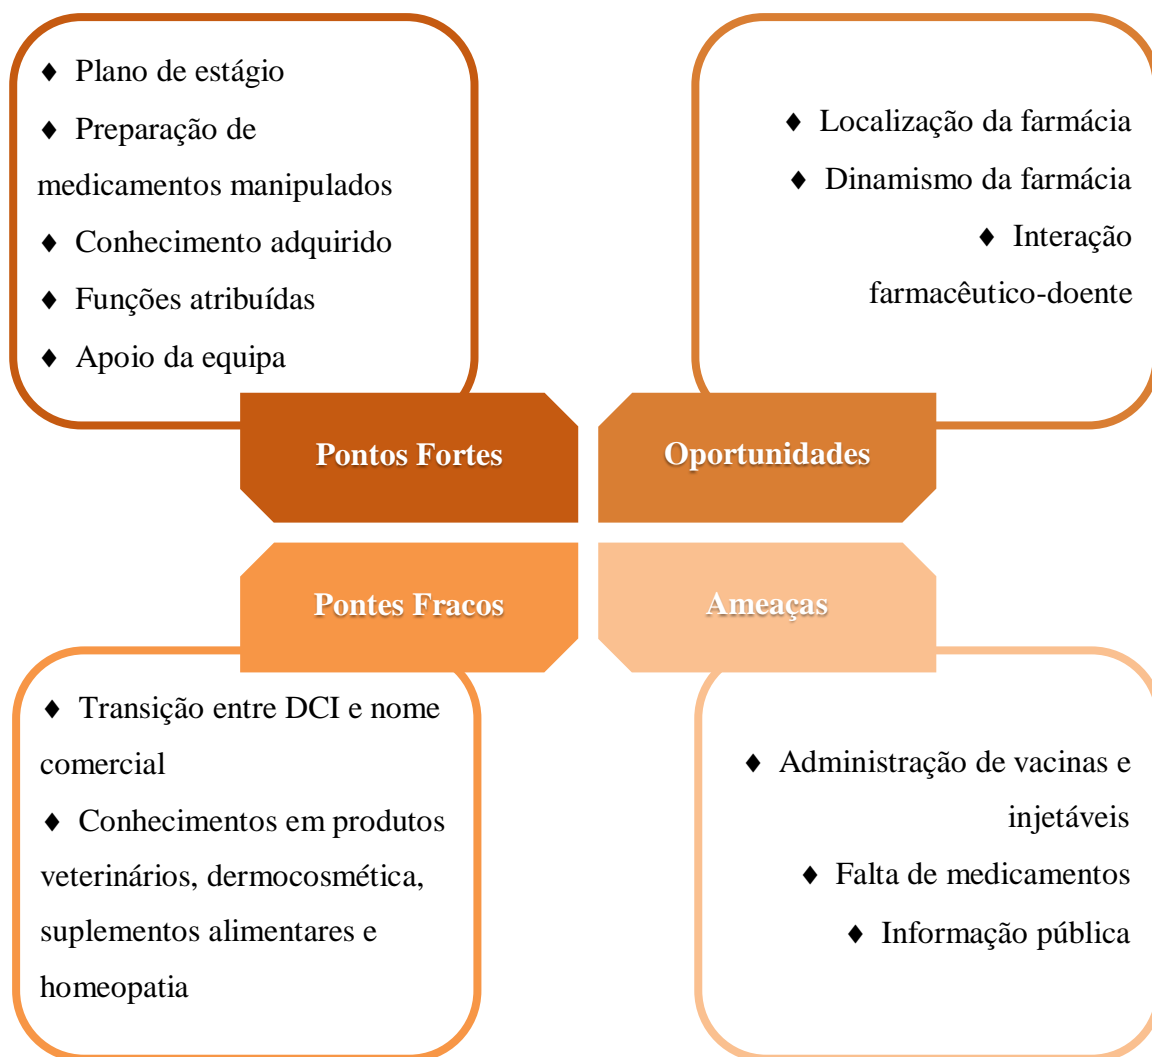 ♦ Plano de estágio
♦ Preparação de
medicamentos manipulados
♦ Conhecimento adquirido
♦ Funções atribuídas
♦ Apoio da equipa
♦ Localização da farmácia
♦ Dinamismo da farmácia
♦ Interação
farmacêutico-doente
Pontos Fortes
Oportunidades
Pontes Fracos
Ameaças
♦ Transição entre DCI e nome
comercial
♦ Conhecimentos em produtos
veterinários, dermocosmética,
suplementos alimentares e
homeopatia
♦ Administração de vacinas e
injetáveis
♦ Falta de medicamentos
♦ Informação pública